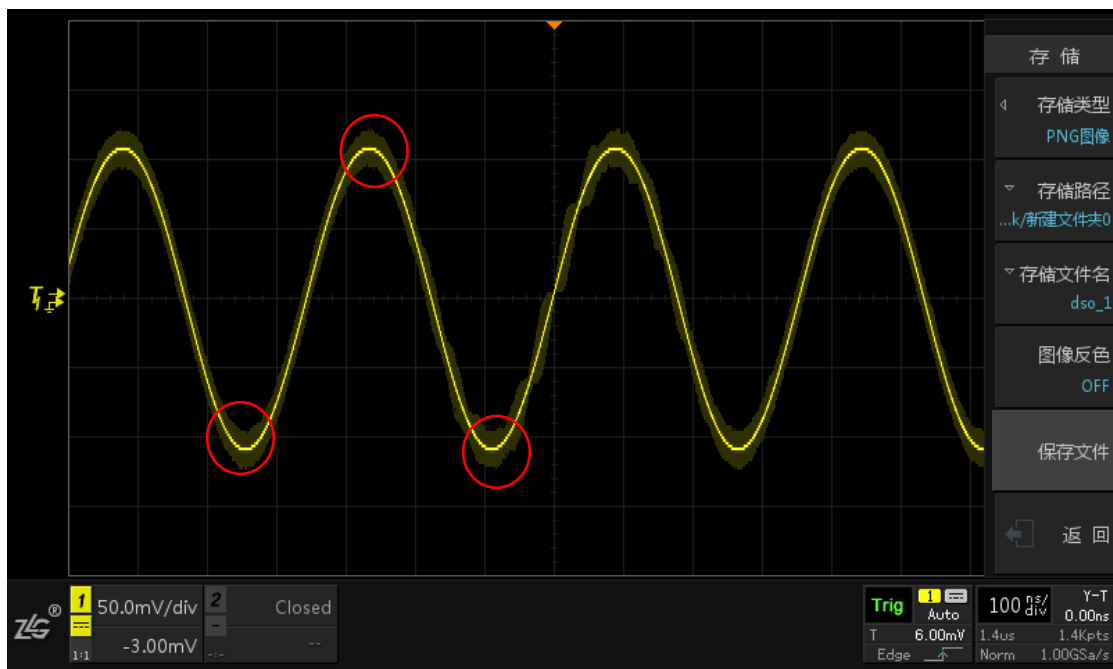 存 储
存储类型
PNG图像
存储路径
...k/新建文件夹0
存储文件名
dso_1
图像反色
OFF
保存文件
返 回
T
ZLG®
1
50.0mV/div
1:1
-3.00mV
2
Closed
-:-
--
Trig
1
Auto
T
6.00mV
Edge
100 ns/div
Y-T
0.00ns
1.4us
1.4Kpts
Norm
1.00GSa/s